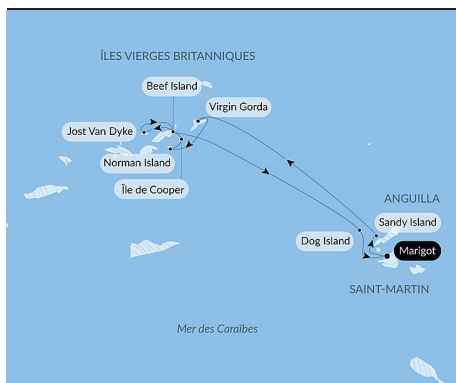 ÎLES VIERGES BRITANNIQUES
Beef Island
Virgin Gorda
Jost Van Dyke
Norman Island
Île de Cooper
ANGUILLA
Sandy Island
Dog Island
Marigot
SAINT-MARTIN
Mer des Caraïbes